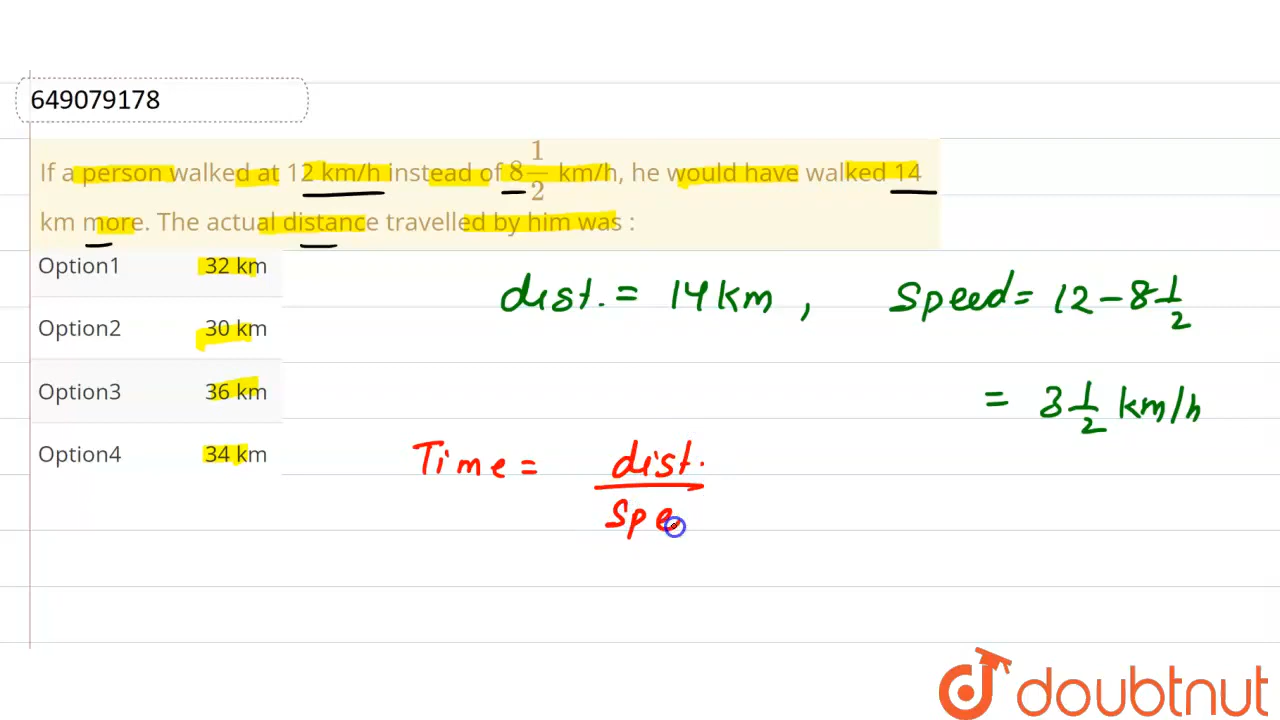 649079178
If a person walked at 12 km/h instead of 8 1/2 km/h, he would have walked 14
km more. The actual distance travelled by him was :
Option1 32 km
Option2 30 km
Option3 36 km
Option4 34 km
dist. = 14 km , Speed = 12 - 8 1/2
= 3 1/2 km/h
Time = dist.
Spe
doubtnut